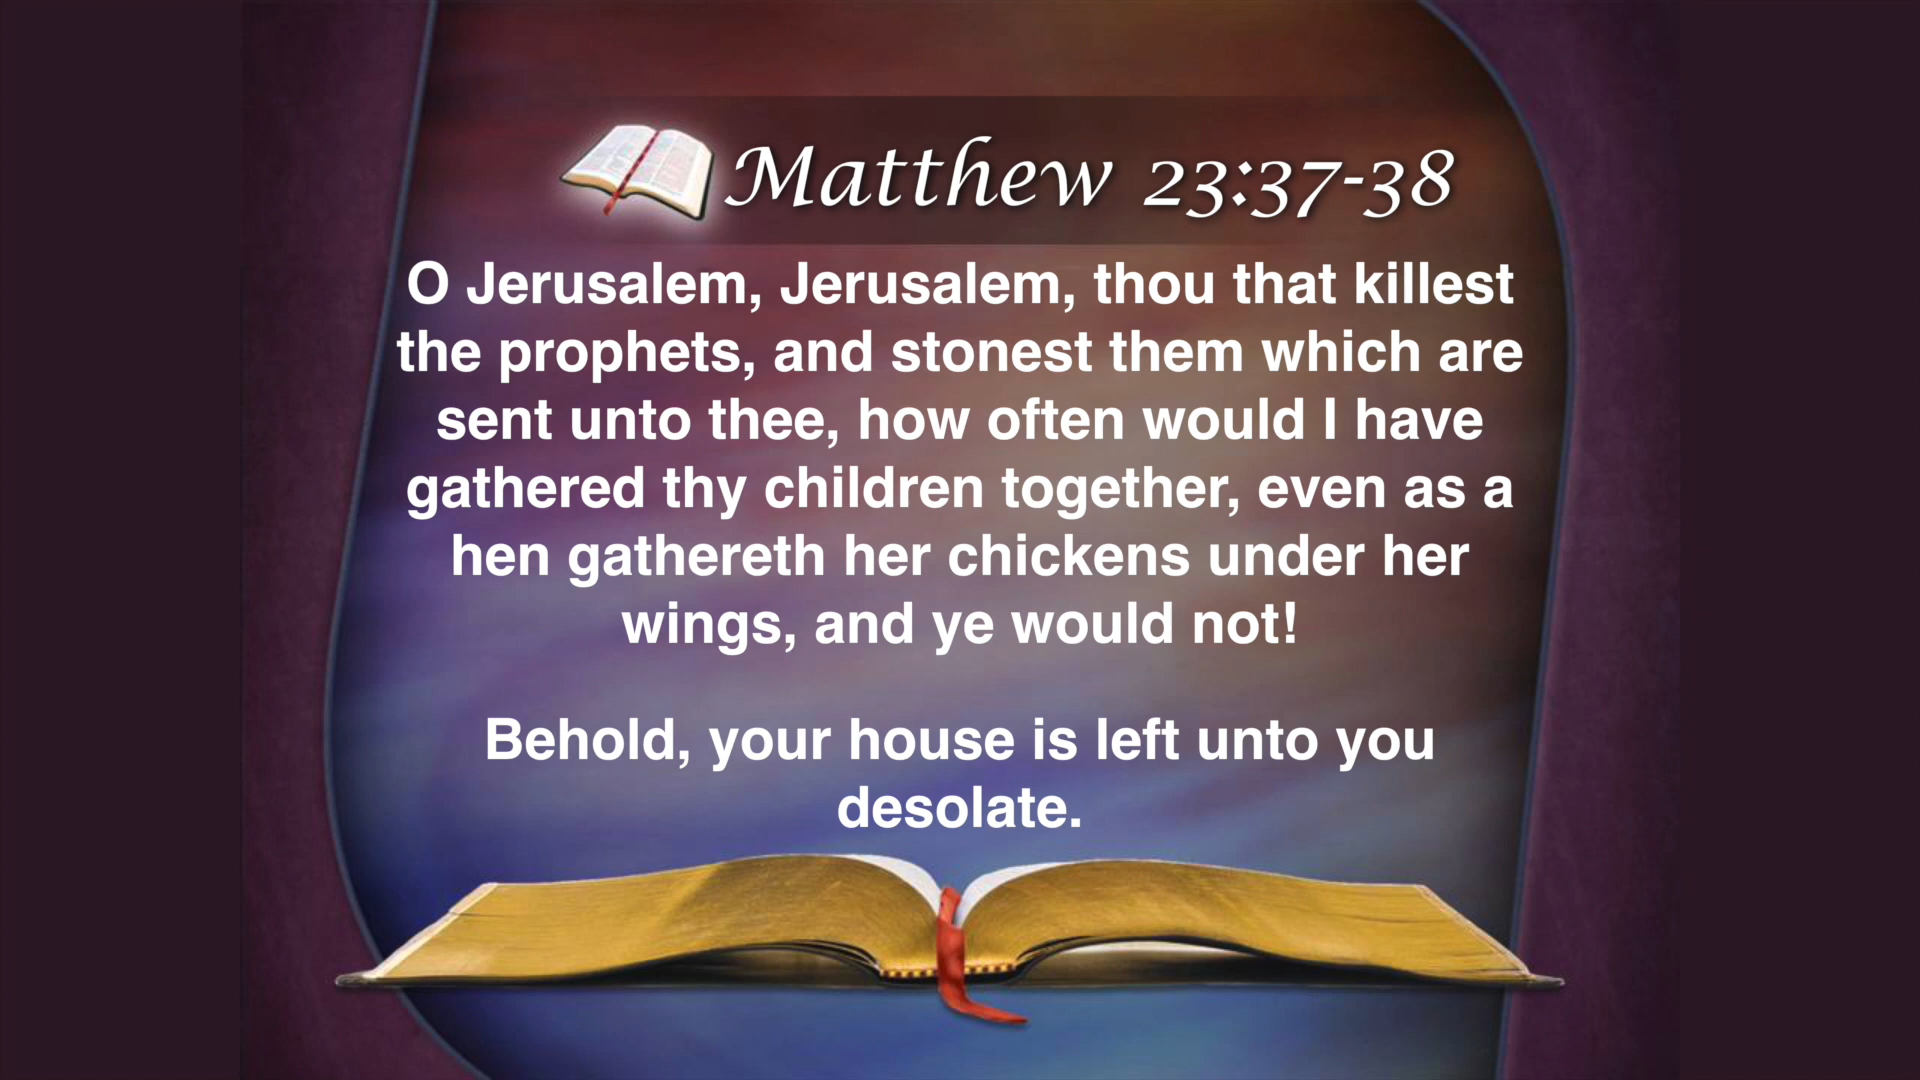 Matthew 23:37-38
O Jerusalem, Jerusalem, thou that killest
the prophets, and stonest them which are
sent unto thee, how often would I have
gathered thy children together, even as a
hen gathereth her chickens under her
wings, and ye would not!
Behold, your house is left unto you
desolate.